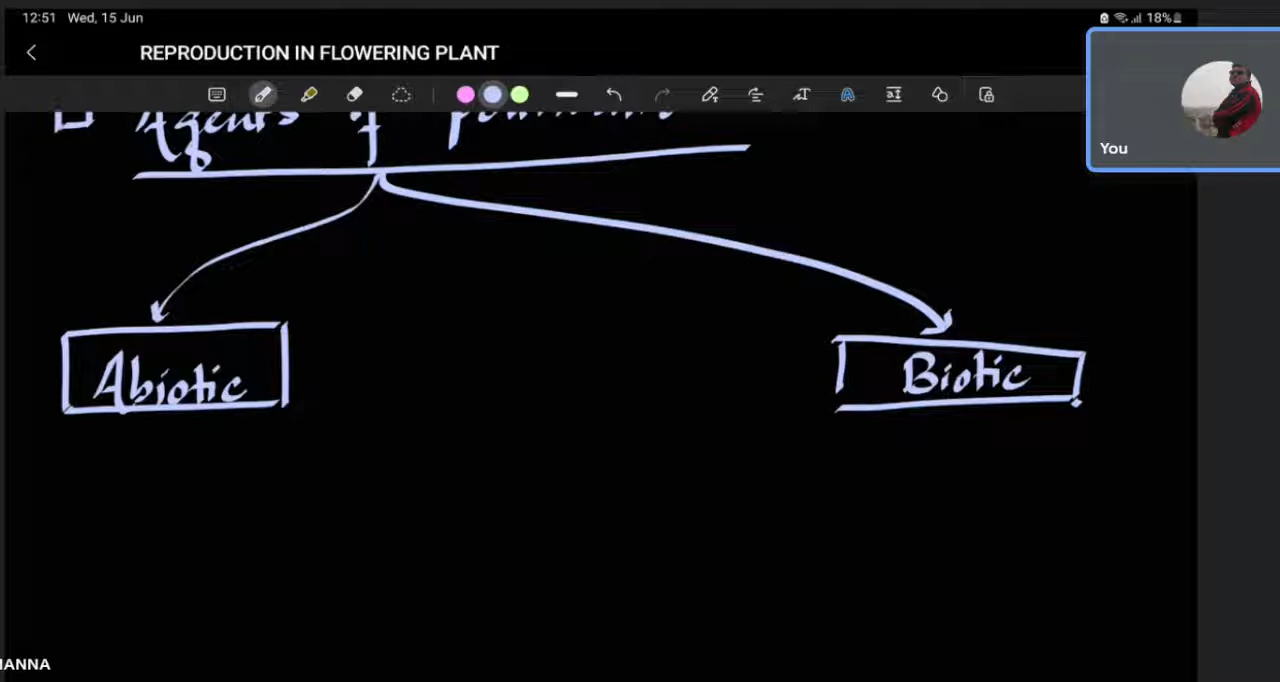 12:51 Wed, 15 Jun
18%
REPRODUCTION IN FLOWERING PLANT
Agents of
You
Abiotic
Biotic
IANNA